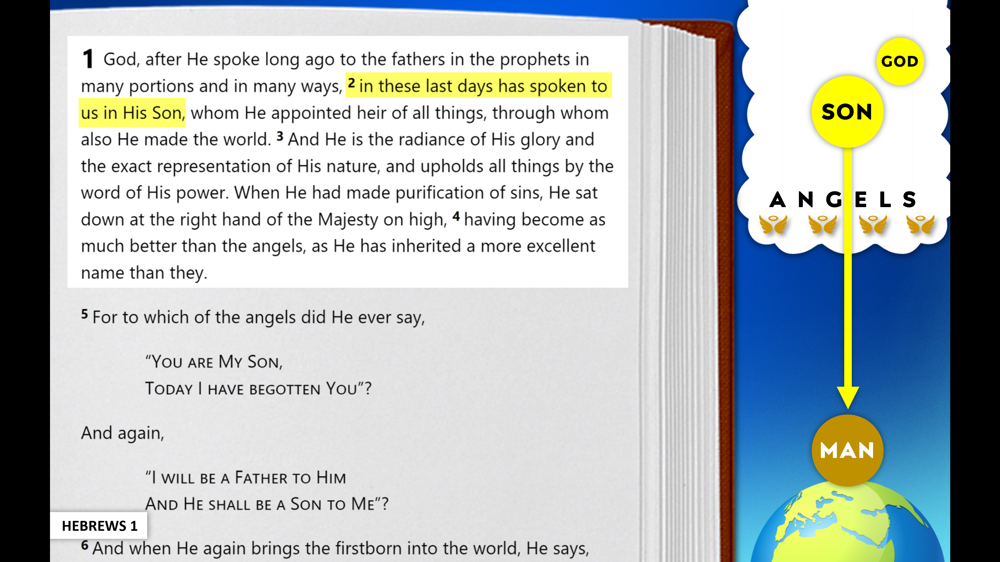 1 God, after He spoke long ago to the fathers in the prophets in
many portions and in many ways, 2 in these last days has spoken to
us in His Son, whom He appointed heir of all things, through whom
also He made the world. 3 And He is the radiance of His glory and
the exact representation of His nature, and upholds all things by the
word of His power. When He had made purification of sins, He sat
down at the right hand of the Majesty on high, 4 having become as
much better than the angels, as He has inherited a more excellent
name than they.
5 For to which of the angels did He ever say,
“You are My Son,
Today I have begotten You”?
And again,
“I will be a Father to Him
And He shall be a Son to Me”?
HEBREWS 1
6 And when He again brings the firstborn into the world, He says,
GOD
SON
ANGELS
MAN